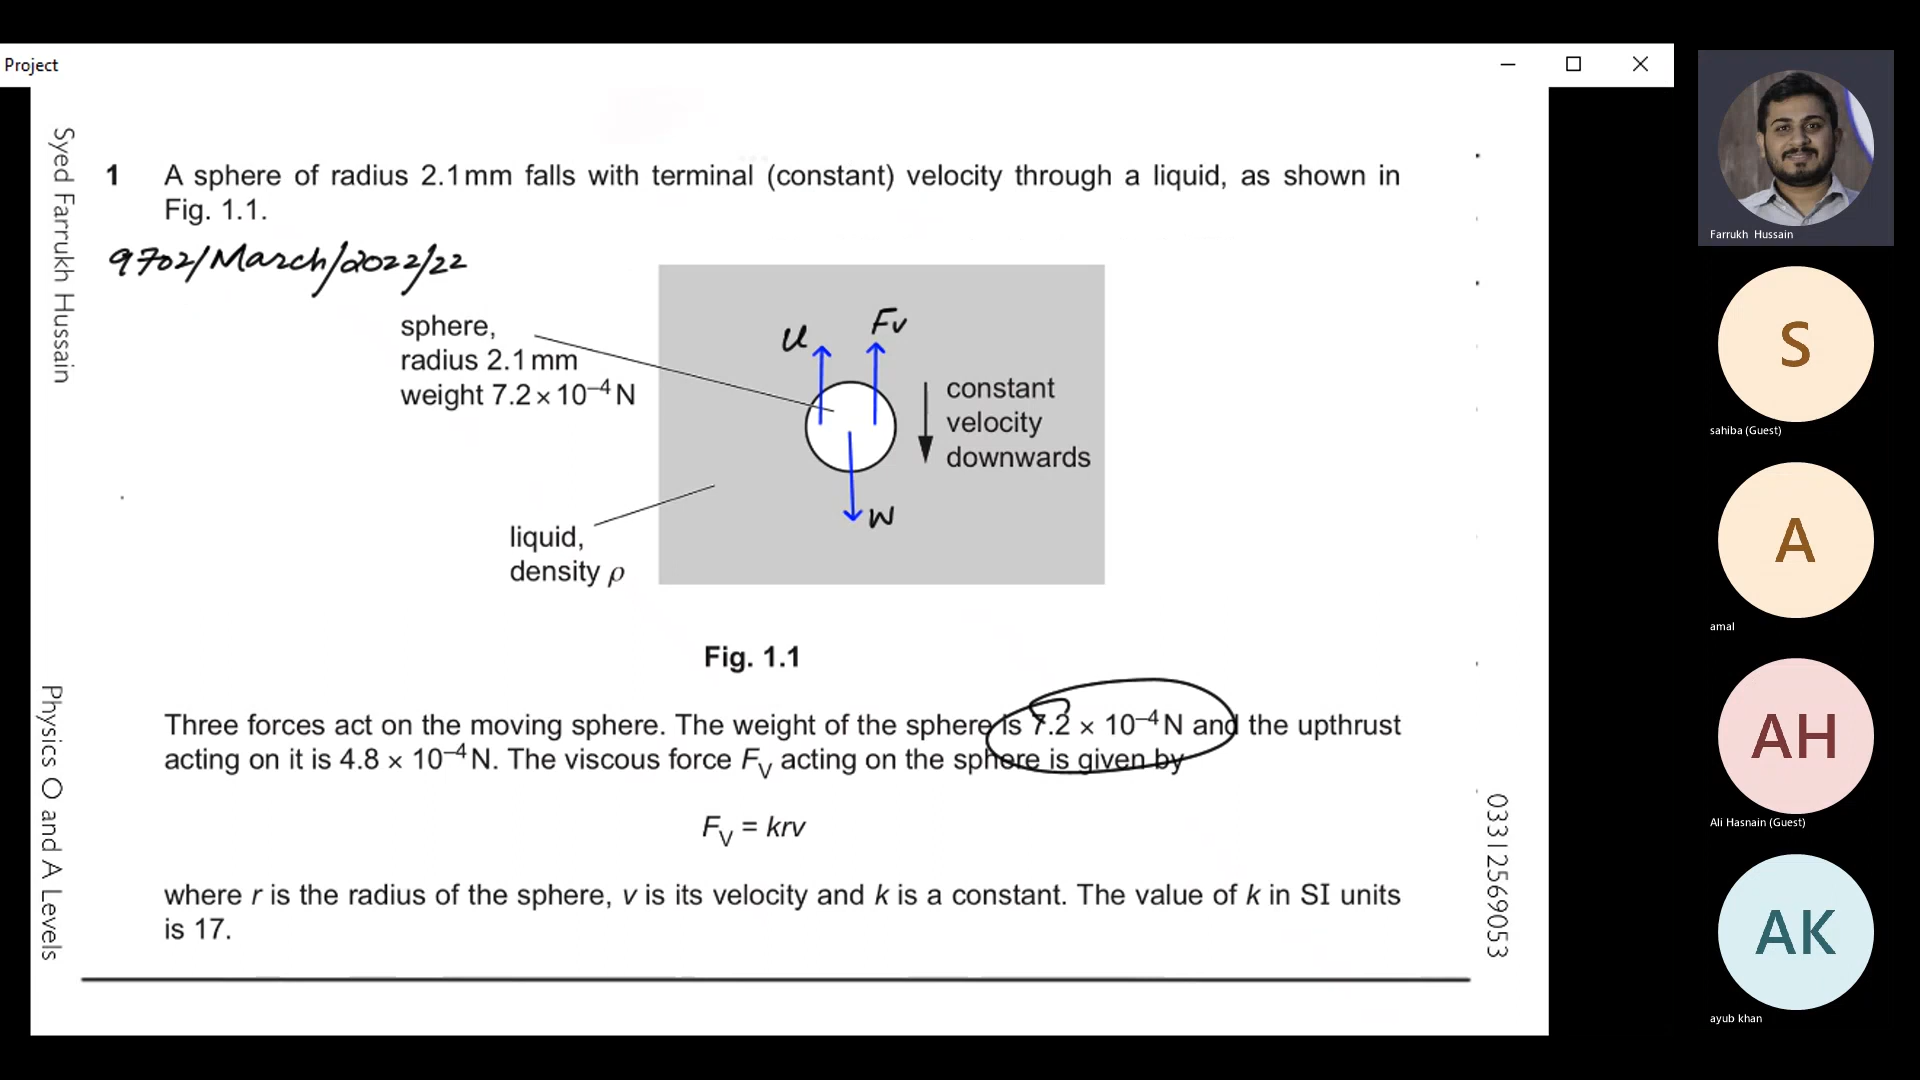 Project
Syed Farrukh Hussain
1 A sphere of radius 2.1 mm falls with terminal (constant) velocity through a liquid, as shown in
Fig. 1.1.
9702/March/2022/22
sphere,
radius 2.1 mm
weight 7.2 × 10⁻⁴ N
U
Fv
constant
velocity
downwards
W
liquid,
density ρ
Fig. 1.1
Three forces act on the moving sphere. The weight of the sphere is 7.2 × 10⁻⁴ N and the upthrust
acting on it is 4.8 × 10⁻⁴ N. The viscous force F_V acting on the sphere is given by
F_V = krv
where r is the radius of the sphere, v is its velocity and k is a constant. The value of k in SI units
is 17.
Physics O and A Levels
03312569053
Farrukh Hussain
S
sahiba (Guest)
A
amal
AH
Ali Hasnain (Guest)
AK
ayub khan